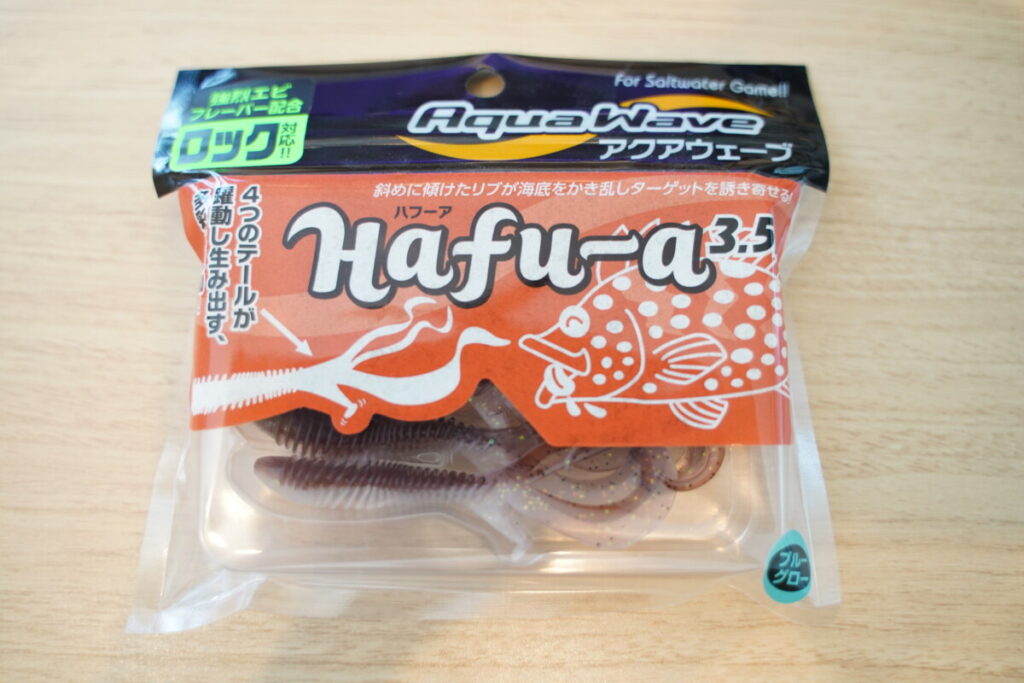 強烈エビ
フレーバー配合
ロック対応!!
For Saltwater Game!!
AquaWave
アクアウェーブ
斜めに傾けたリブが海底をかき乱しターゲットを誘き寄せる!
ハフーア
Hafu-a 3.5
4つのテールが
躍動し生み出す、
ブルー
グロー